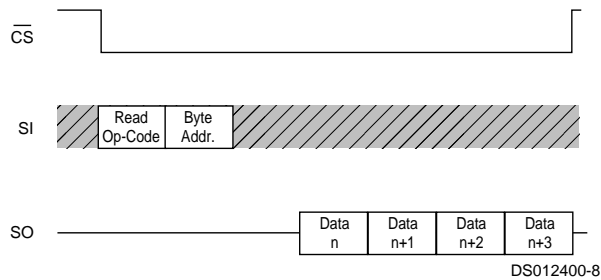 CS
SI
Read
Op-Code
Byte
Addr.
SO
Data
n
Data
n+1
Data
n+2
Data
n+3
DS012400-8